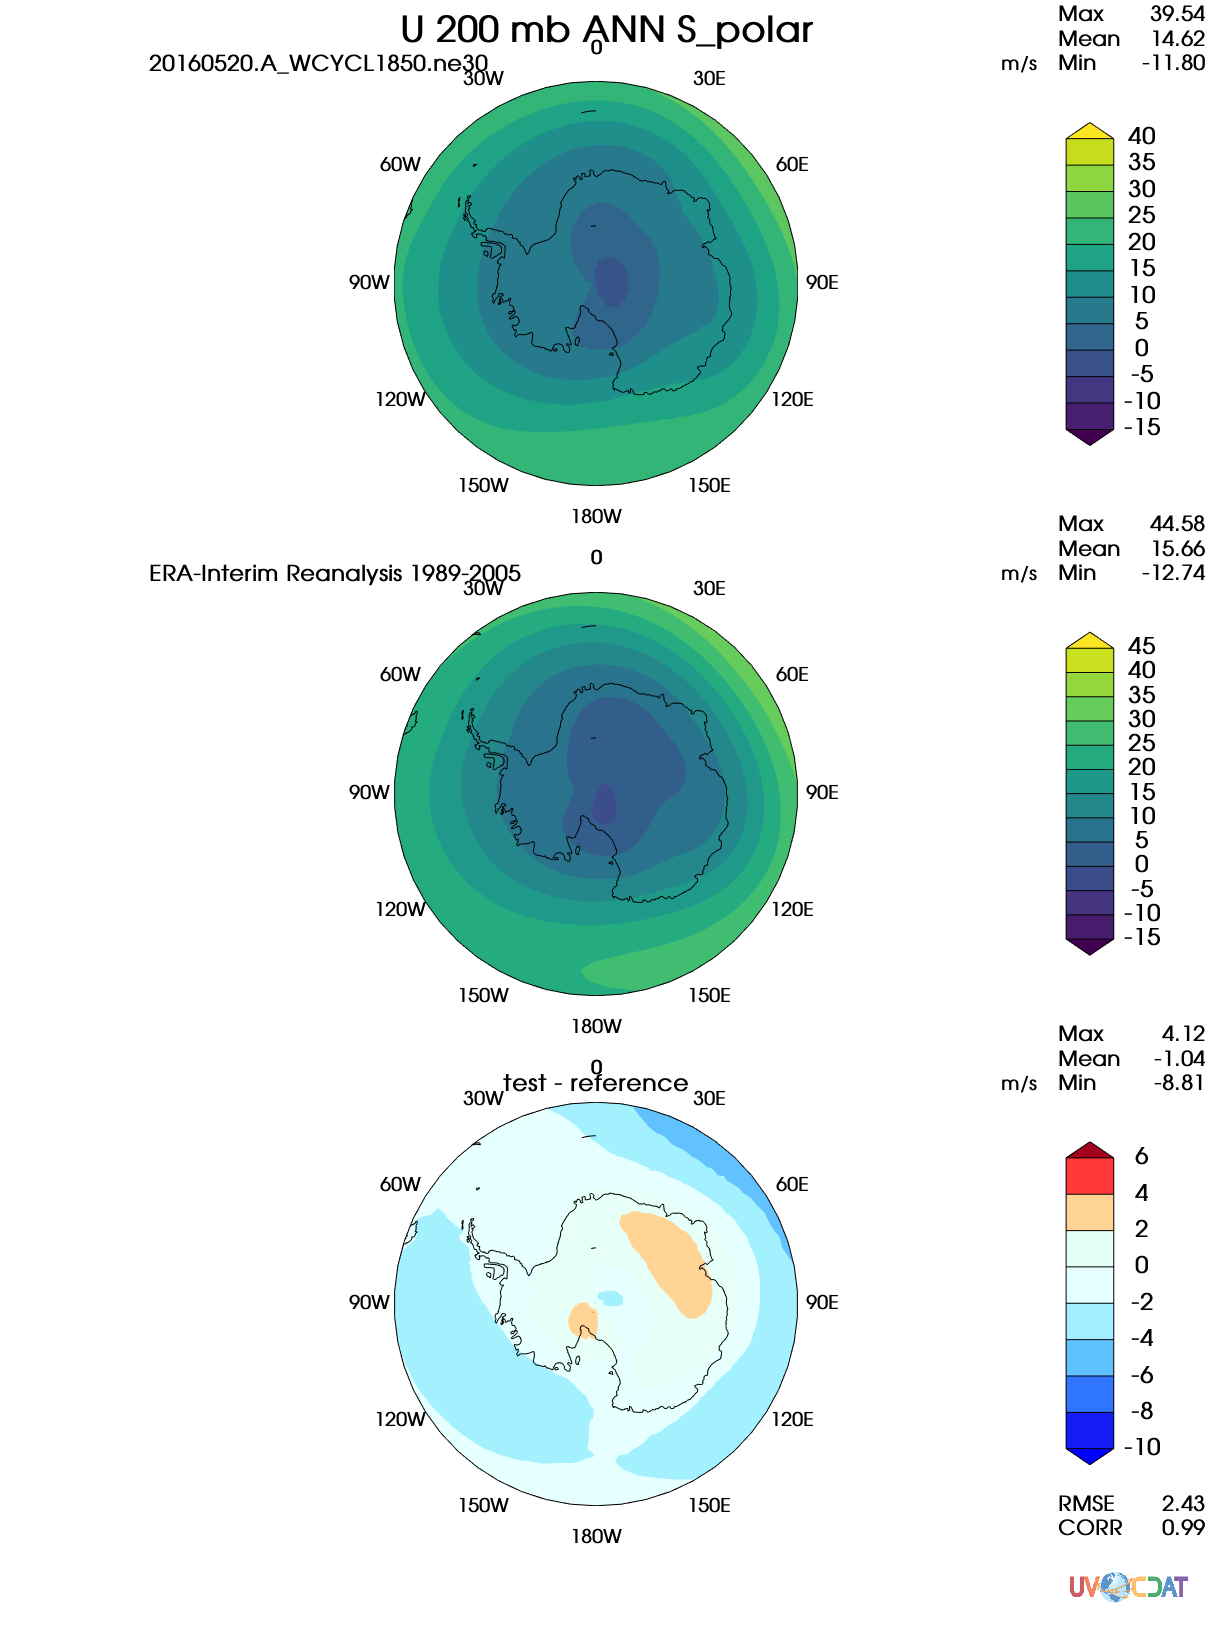 U 200 mb ANN S_polar
Max 39.54
Mean 14.62
m/s Min -11.80
20160520.A_WCYCL1850.ne30
0
30W 30E
60W 60E
90W 90E
120W 120E
150W 150E
180W
40
35
30
25
20
15
10
5
0
-5
-10
-15
Max 44.58
Mean 15.66
m/s Min -12.74
ERA-Interim Reanalysis 1989-2005
0
30W 30E
60W 60E
90W 90E
120W 120E
150W 150E
180W
45
40
35
30
25
20
15
10
5
0
-5
-10
-15
Max 4.12
Mean -1.04
m/s Min -8.81
test - reference
0
30W 30E
60W 60E
90W 90E
120W 120E
150W 150E
180W
6
4
2
0
-2
-4
-6
-8
-10
RMSE 2.43
CORR 0.99
UV CDAT